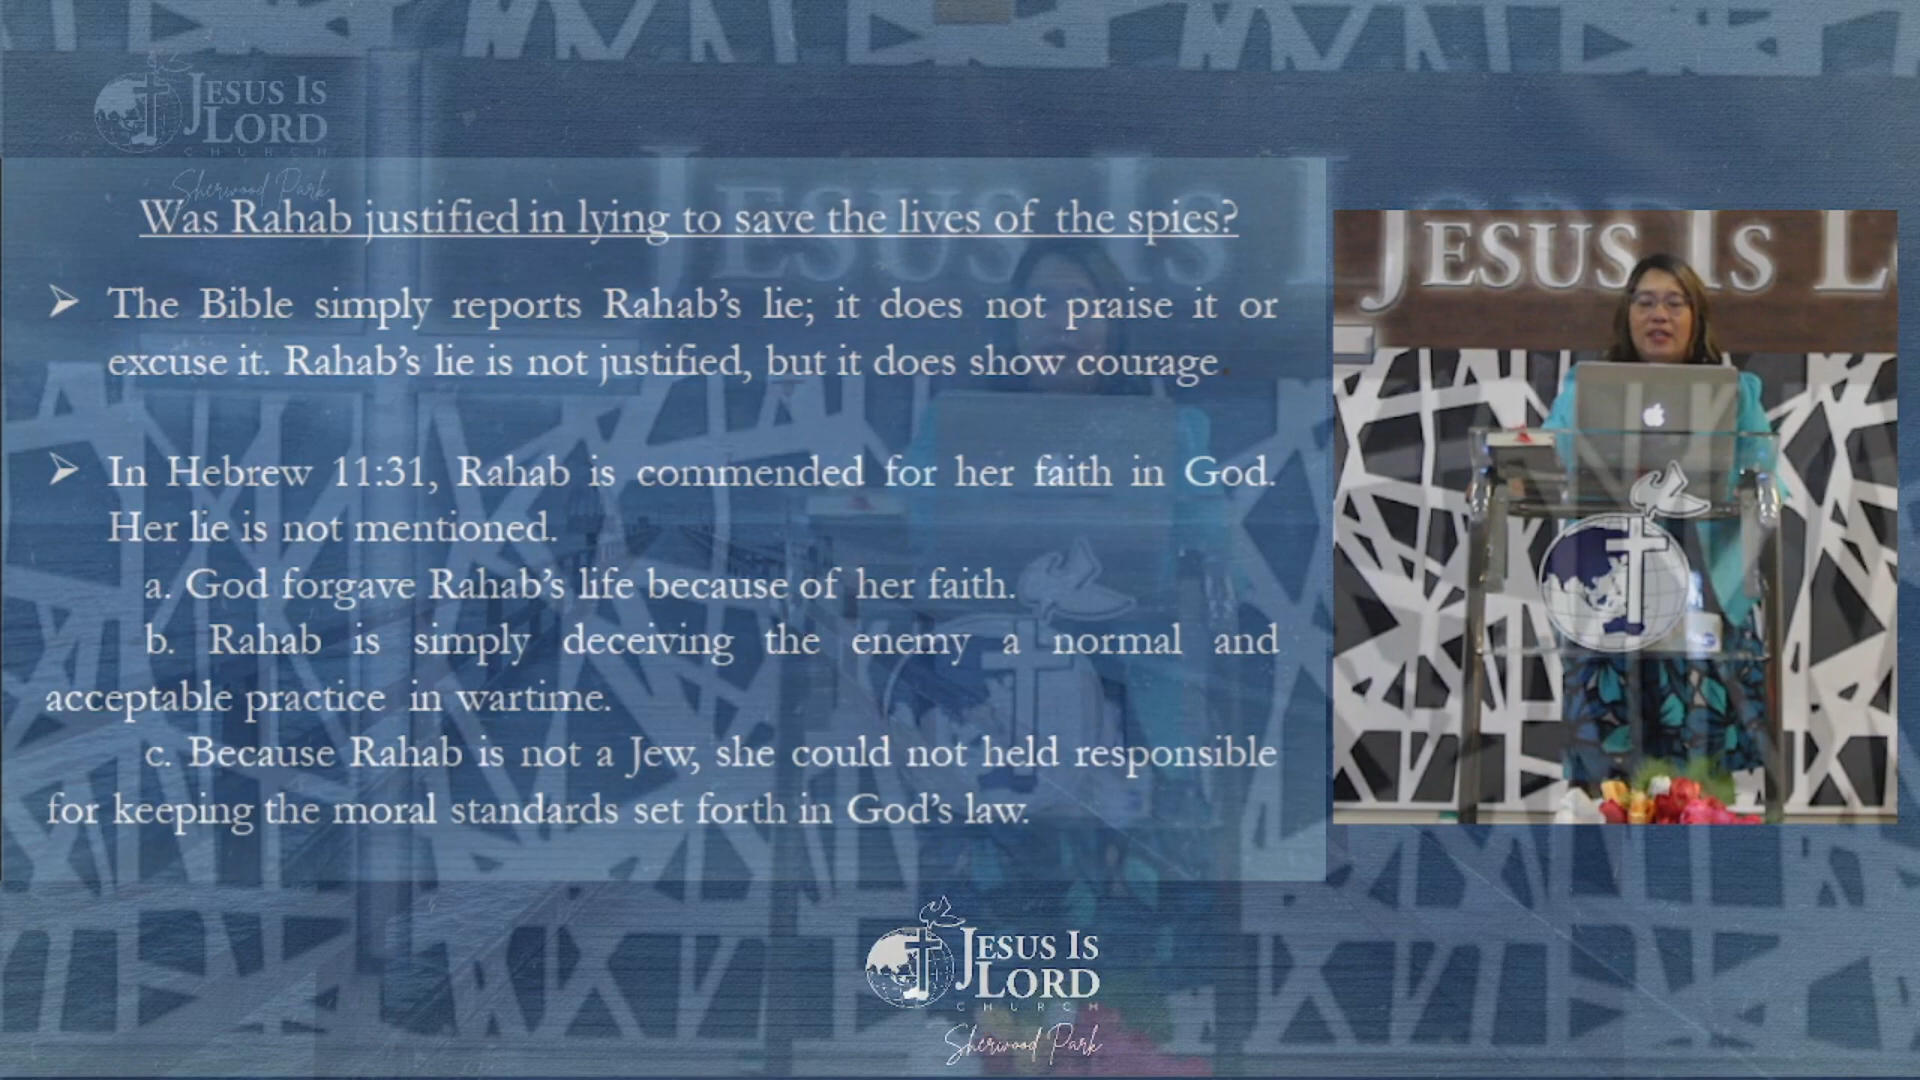 JESUS IS
LORD
CHURCH
Sherwood Park
Was Rahab justified in lying to save the lives of the spies?
The Bible simply reports Rahab's lie; it does not praise it or
excuse it. Rahab's lie is not justified, but it does show courage.
In Hebrew 11:31, Rahab is commended for her faith in God.
Her lie is not mentioned.
a. God forgave Rahab's life because of her faith.
b. Rahab is simply deceiving the enemy a normal and
acceptable practice in wartime.
c. Because Rahab is not a Jew, she could not held responsible
for keeping the moral standards set forth in God's law.
JESUS IS L
JESUS IS
LORD
CHURCH
Sherwood Park